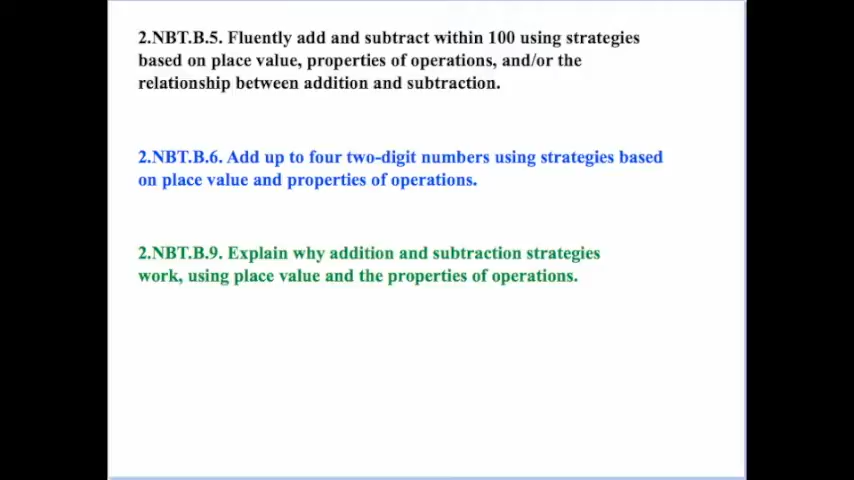 2.NBT.B.5. Fluently add and subtract within 100 using strategies
based on place value, properties of operations, and/or the
relationship between addition and subtraction.
2.NBT.B.6. Add up to four two-digit numbers using strategies based
on place value and properties of operations.
2.NBT.B.9. Explain why addition and subtraction strategies
work, using place value and the properties of operations.